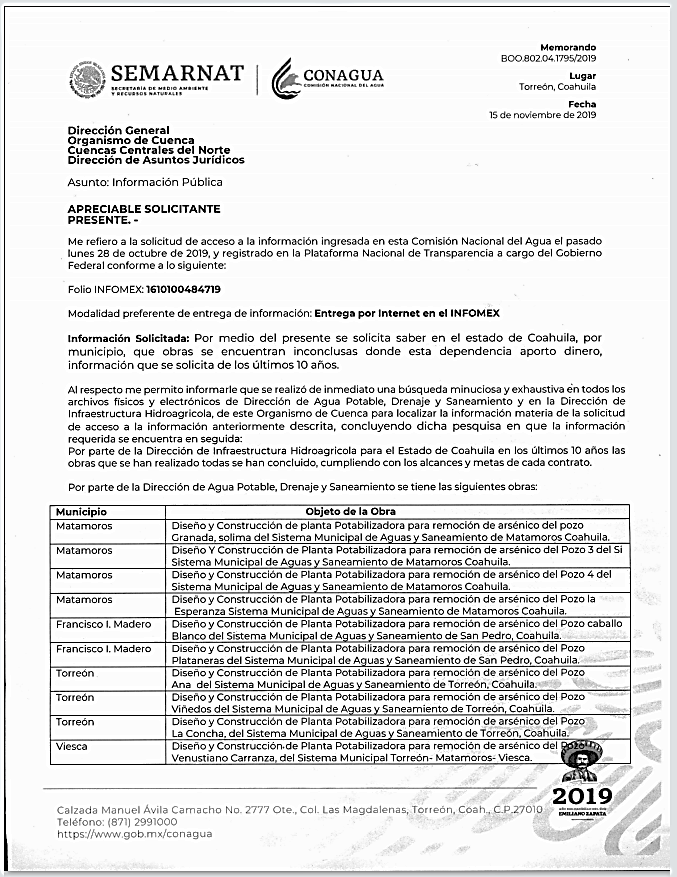 Memorando
BOO.802.04.1795/2019
SEMARNAT
SECRETARÍA DE MEDIO AMBIENTE
Y RECURSOS NATURALES
CONAGUA
COMISIÓN NACIONAL DEL AGUA
Lugar
Torreón, Coahuila
Fecha
15 de noviembre de 2019
Dirección General
Organismo de Cuenca
Cuencas Centrales del Norte
Dirección de Asuntos Jurídicos
Asunto: Información Pública
APRECIABLE SOLICITANTE
PRESENTE. -
Me refiero a la solicitud de acceso a la información ingresada en esta Comisión Nacional del Agua el pasado
lunes 28 de octubre de 2019, y registrado en la Plataforma Nacional de Transparencia a cargo del Gobierno
Federal conforme a lo siguiente:
Folio INFOMEX: 1610100484719
Modalidad preferente de entrega de información: Entrega por Internet en el INFOMEX
Información Solicitada: Por medio del presente se solicita saber en el estado de Coahuila, por
municipio, que obras se encuentran inconclusas donde esta dependencia aporto dinero,
información que se solicita de los últimos 10 años.
Al respecto me permito informarle que se realizó de inmediato una búsqueda minuciosa y exhaustiva en todos los
archivos físicos y electrónicos de Dirección de Agua Potable, Drenaje y Saneamiento y en la Dirección de
Infraestructura Hidroagrícola, de este Organismo de Cuenca para localizar la información materia de la solicitud
de acceso a la información anteriormente descrita, concluyendo dicha pesquisa en que la información
requerida se encuentra en seguida:
Por parte de la Dirección de Infraestructura Hidroagrícola para el Estado de Coahuila en los últimos 10 años las
obras que se han realizado todas se han concluido, cumpliendo con los alcances y metas de cada contrato.
Por parte de la Dirección de Agua Potable, Drenaje y Saneamiento se tiene las siguientes obras:
Municipio Objeto de la Obra
Matamoros Diseño y Construcción de planta Potabilizadora para remoción de arsénico del pozo
Granada, solima del Sistema Municipal de Aguas y Saneamiento de Matamoros Coahuila.
Matamoros Diseño Y Construcción de Planta Potabilizadora para remoción de arsénico del Pozo 3 del Si
Sistema Municipal de Aguas y Saneamiento de Matamoros Coahuila.
Matamoros Diseño y Construcción de Planta Potabilizadora para remoción de arsénico del Pozo 4 del
Sistema Municipal de Aguas y Saneamiento de Matamoros Coahuila.
Matamoros Diseño y Construcción de Planta Potabilizadora para remoción de arsénico del Pozo la
Esperanza Sistema Municipal de Aguas y Saneamiento de Matamoros Coahuila.
Francisco I. Madero Diseño y Construcción de Planta Potabilizadora para remoción de arsénico del Pozo caballo
Blanco del Sistema Municipal de Aguas y Saneamiento de San Pedro, Coahuila.
Francisco I. Madero Diseño y Construcción de Planta Potabilizadora para remoción de arsénico del Pozo
Plataneras del Sistema Municipal de Aguas y Saneamiento de San Pedro, Coahuila.
Torreón Diseño y Construcción de Planta Potabilizadora para remoción de arsénico del Pozo
Ana del Sistema Municipal de Aguas y Saneamiento de Torreón, Coahuila.
Torreón Diseño y Construcción de Planta Potabilizadora para remoción de arsénico del Pozo
Viñedos del Sistema Municipal de Aguas y Saneamiento de Torreón, Coahuila.
Torreón Diseño y Construcción de Planta Potabilizadora para remoción de arsénico del Pozo
La Concha, del Sistema Municipal de Aguas y Saneamiento de Torreón, Coahuila.
Viesca Diseño y Construcción de Planta Potabilizadora para remoción de arsénico del Pozo
Venustiano Carranza, del Sistema Municipal Torreón- Matamoros- Viesca.
2019
EMILIANO ZAPATA
Calzada Manuel Ávila Camacho No. 2777 Ote., Col. Las Magdalenas, Torreón, Coah., C.P.27010
Teléfono: (871) 2991000
https://www.gob.mx/conagua